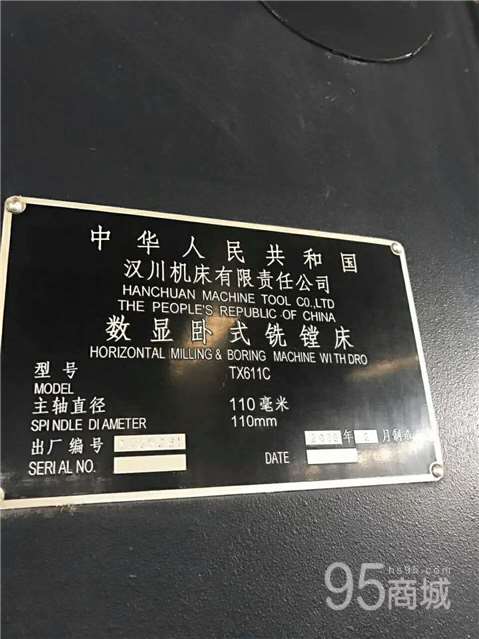 中华人民共和国
汉川机床有限责任公司
HANCHUAN MACHINE TOOL CO.,LTD
THE PEOPLE'S REPUBLIC OF CHINA
数显卧式铣镗床
HORIZONTAL MILLING & BORING MACHINE WITH DRO
型号 TX611C
MODEL
主轴直径 110毫米
SPINDLE DIAMETER 110mm
出厂编号 年2月制造
SERIAL NO. DATE
hs95.com
95商城